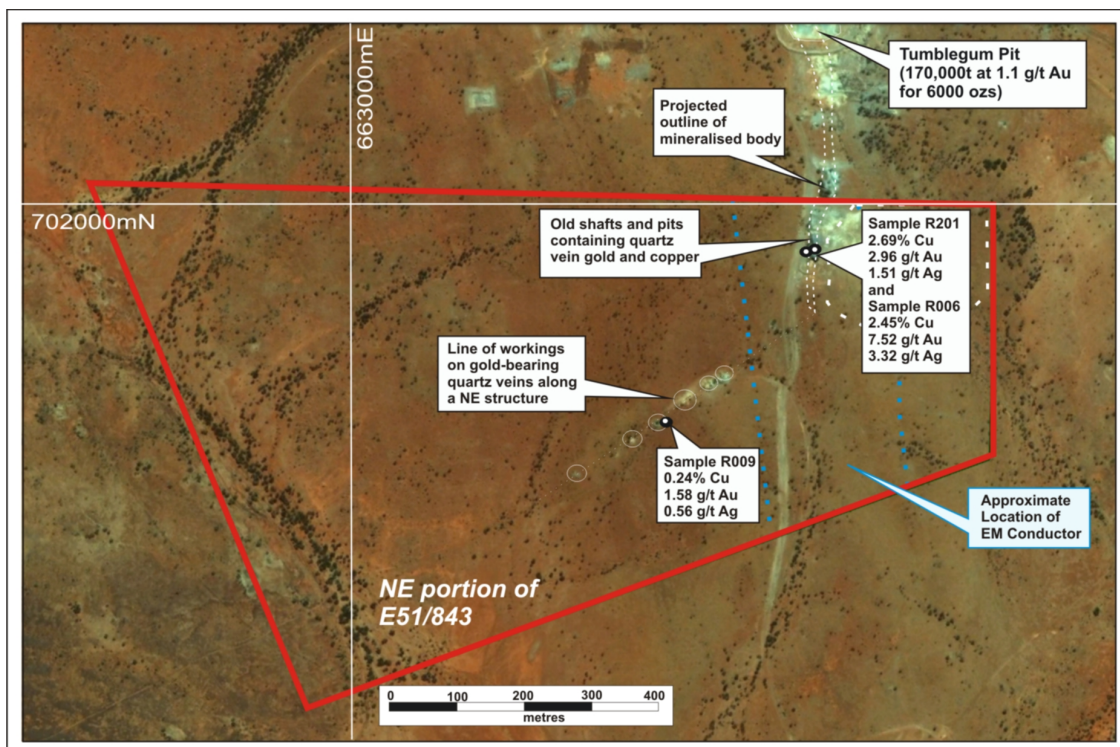 663000mE
Tumblegum Pit
(170,000t at 1.1 g/t Au
for 6000 ozs)
Projected
outline of
mineralised body
702000mN
Old shafts and pits
containing quartz
vein gold and copper
Sample R201
2.69% Cu
2.96 g/t Au
1.51 g/t Ag
and
Sample R006
2.45% Cu
7.52 g/t Au
3.32 g/t Ag
Line of workings
on gold-bearing
quartz veins along
a NE structure
Sample R009
0.24% Cu
1.58 g/t Au
0.56 g/t Ag
Approximate
Location of
EM Conductor
NE portion of
E51/843
0 100 200 300 400
metres